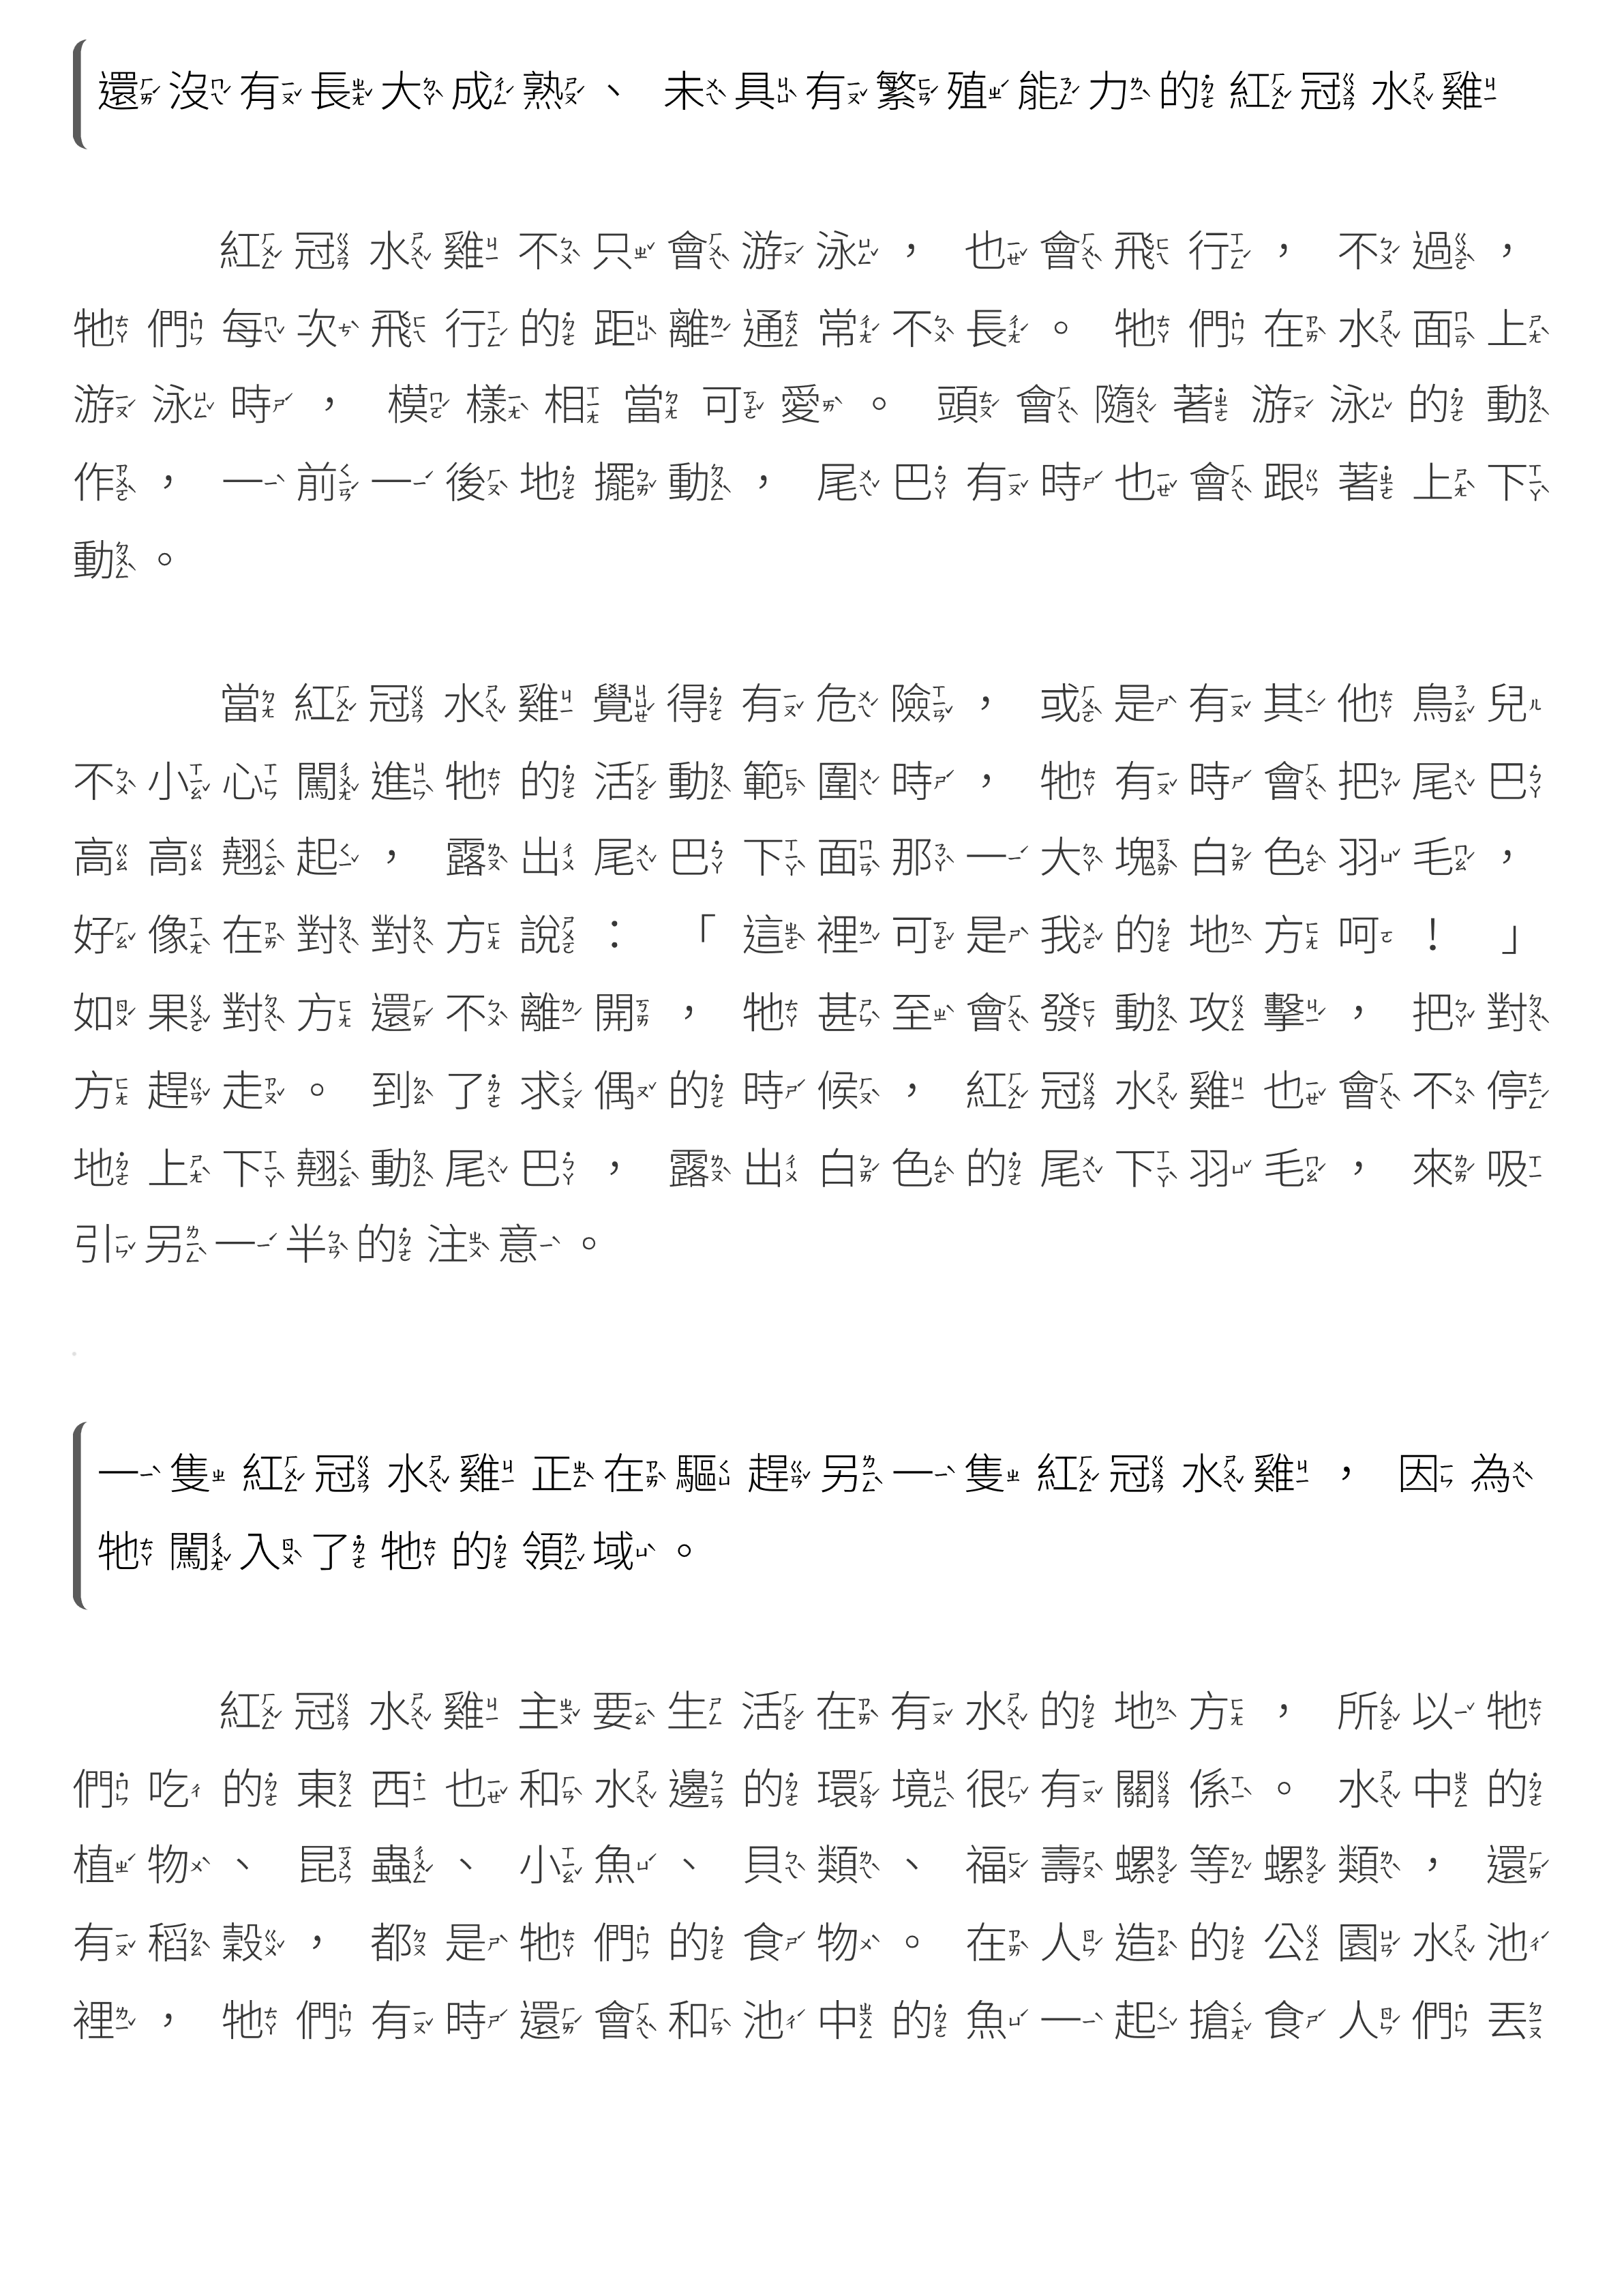 還沒有長大成熟、未具有繁殖能力的紅冠水雞
紅冠水雞不只會游泳，也會飛行，不過，
牠們每次飛行的距離通常不長。牠們在水面上
游泳時，模樣相當可愛。頭會隨著游泳的動
作，一前一後地擺動，尾巴有時也會跟著上下
動。
當紅冠水雞覺得有危險，或是有其他鳥兒
不小心闖進牠的活動範圍時，牠有時會把尾巴
高高翹起，露出尾巴下面那一大塊白色羽毛，
好像在對對方說：「這裡可是我的地方呵！」
如果對方還不離開，牠甚至會發動攻擊，把對
方趕走。到了求偶的時候，紅冠水雞也會不停
地上下翹動尾巴，露出白色的尾下羽毛，來吸
引另一半的注意。
一隻紅冠水雞正在驅趕另一隻紅冠水雞，因為
牠闖入了牠的領域。
紅冠水雞主要生活在有水的地方，所以牠
們吃的東西也和水邊的環境很有關係。水中的
植物、昆蟲、小魚、貝類、福壽螺等螺類，還
有稻穀，都是牠們的食物。在人造的公園水池
裡，牠們有時還會和池中的魚一起搶食人們丟